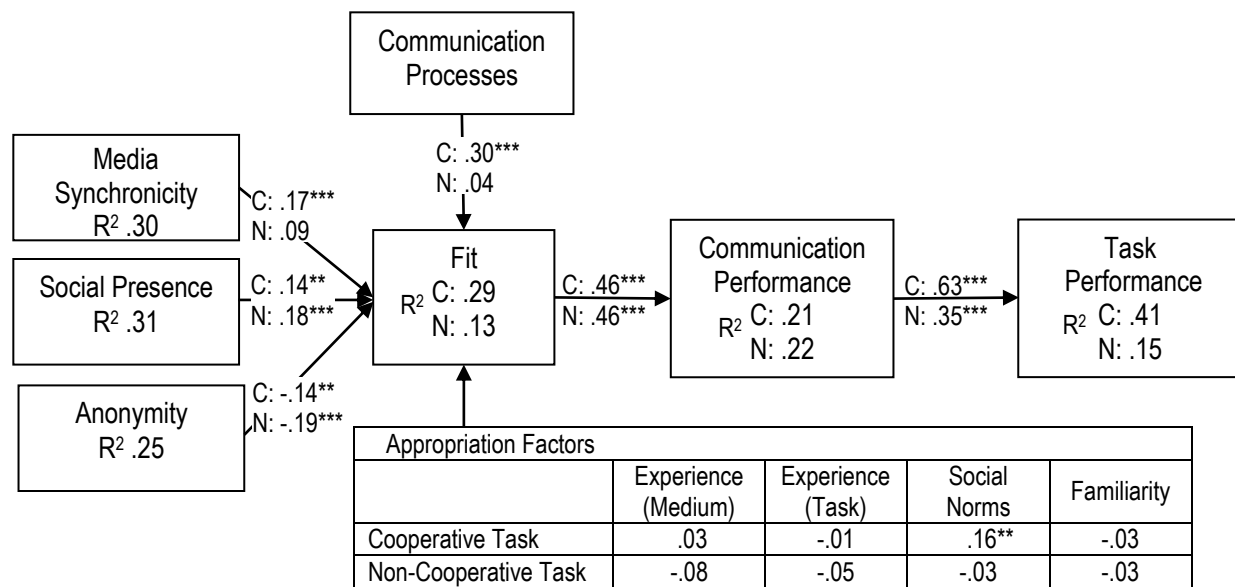 Communication
Processes
C: .30***
N: .04
Media
Synchronicity
R² .30
C: .17***
N: .09
Social Presence
R² .31
C: .14**
N: .18***
Anonymity
R² .25
C: -.14**
N: -.19***
Fit
R² C: .29
N: .13
C: .46***
N: .46***
Communication
Performance
R² C: .21
N: .22
C: .63***
N: .35***
Task
Performance
R² C: .41
N: .15
Appropriation Factors
Experience (Medium) Experience (Task) Social Norms Familiarity
Cooperative Task .03 -.01 .16** -.03
Non-Cooperative Task -.08 -.05 -.03 -.03